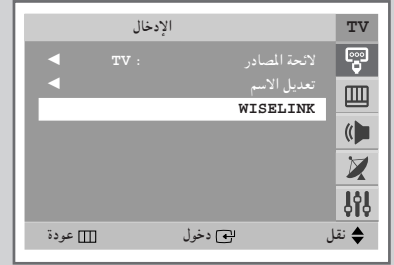 TV
الإدخال
لائحة المصادر : TV
تعديل الاسم
WISELINK
نقل دخول عودة